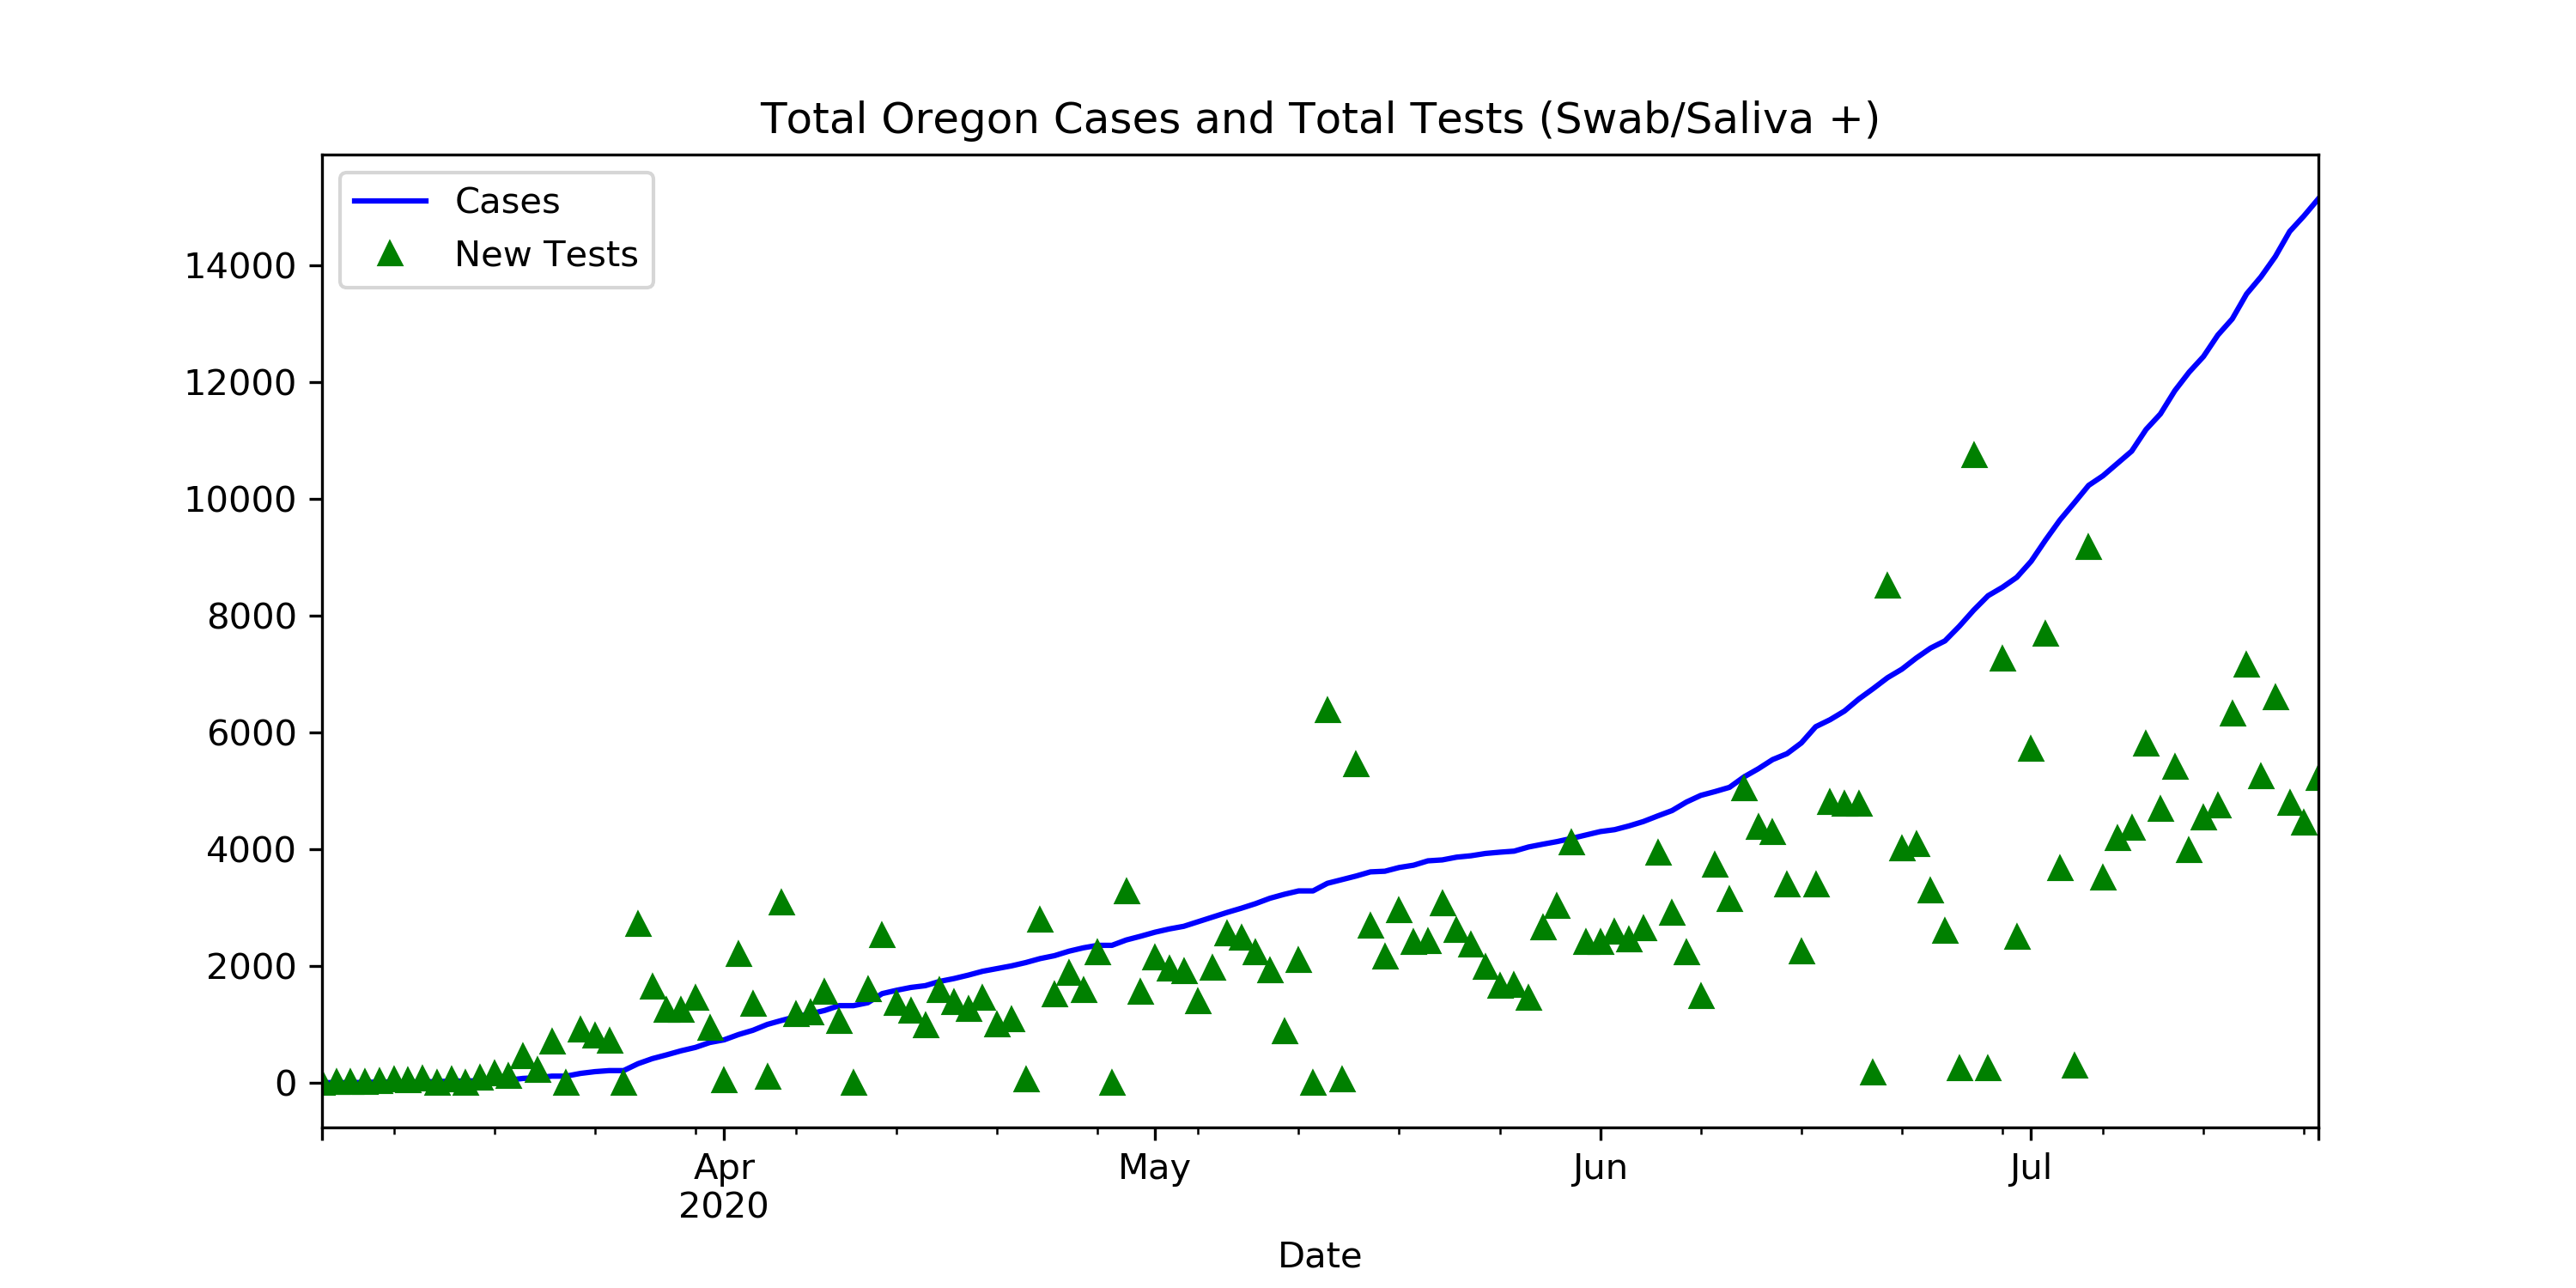 Total Oregon Cases and Total Tests (Swab/Saliva +)
Cases
New Tests
14000
12000
10000
8000
6000
4000
2000
0
Apr May Jun Jul
2020
Date